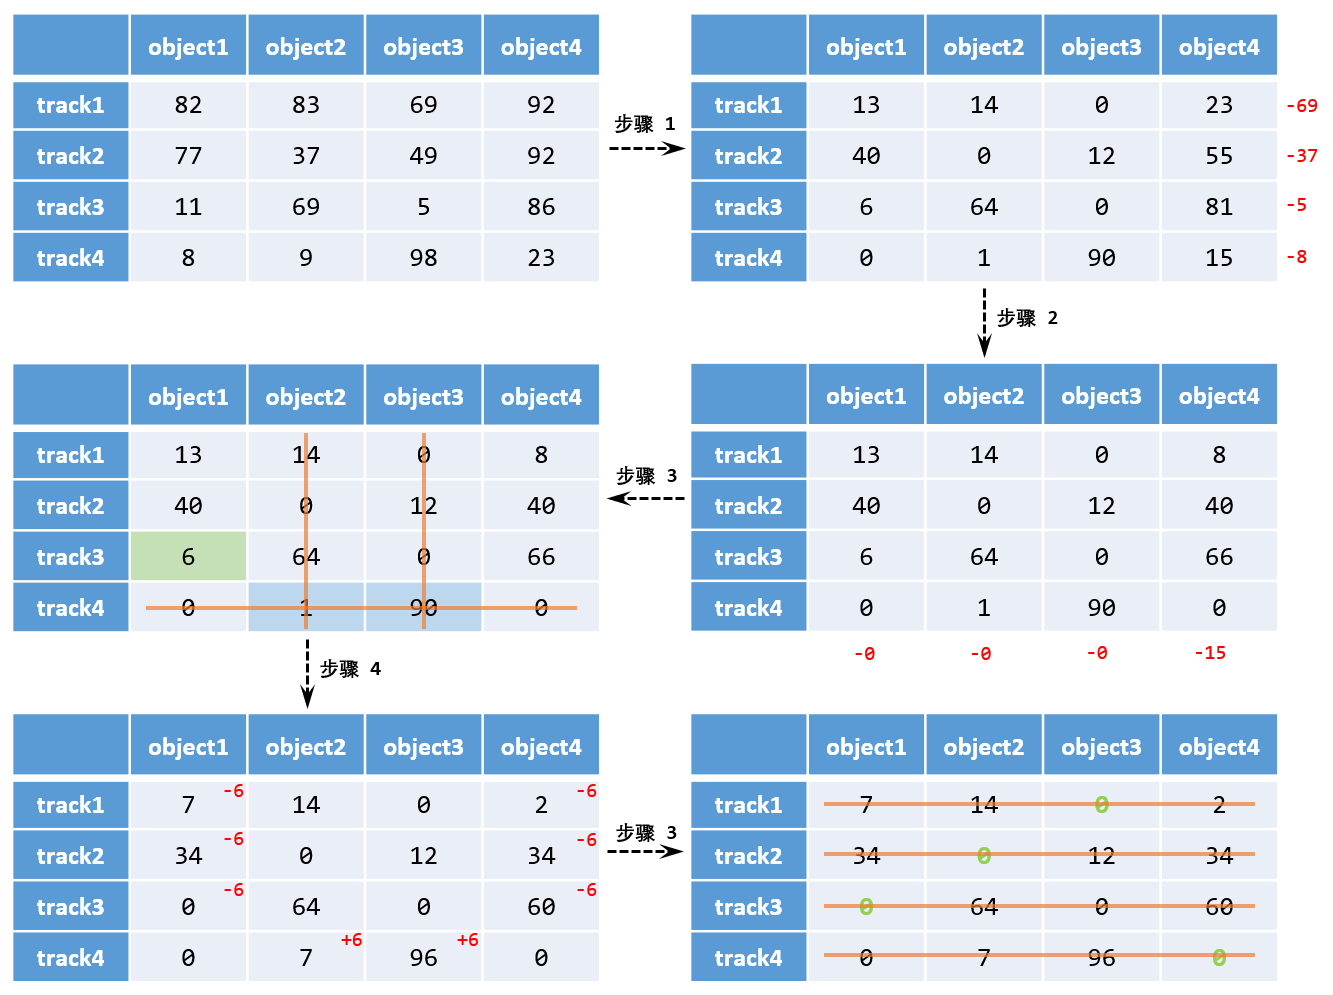 object1 object2 object3 object4
track1 82 83 69 92
track2 77 37 49 92
track3 11 69 5 86
track4 8 9 98 23
步骤 1
object1 object2 object3 object4
track1 13 14 0 23 -69
track2 40 0 12 55 -37
track3 6 64 0 81 -5
track4 0 1 90 15 -8
步骤 2
object1 object2 object3 object4
track1 13 14 0 8
track2 40 0 12 40
track3 6 64 0 66
track4 0 1 90 0
-0 -0 -0 -15
步骤 3
object1 object2 object3 object4
track1 13 14 0 8
track2 40 0 12 40
track3 6 64 0 66
track4 0 1 90 0
步骤 4
object1 object2 object3 object4
track1 7 -6 14 0 2 -6
track2 34 -6 0 12 34 -6
track3 0 -6 64 0 60 -6
track4 0 7 +6 96 +6 0
步骤 3
object1 object2 object3 object4
track1 7 14 0 2
track2 34 0 12 34
track3 0 64 0 60
track4 0 7 96 0